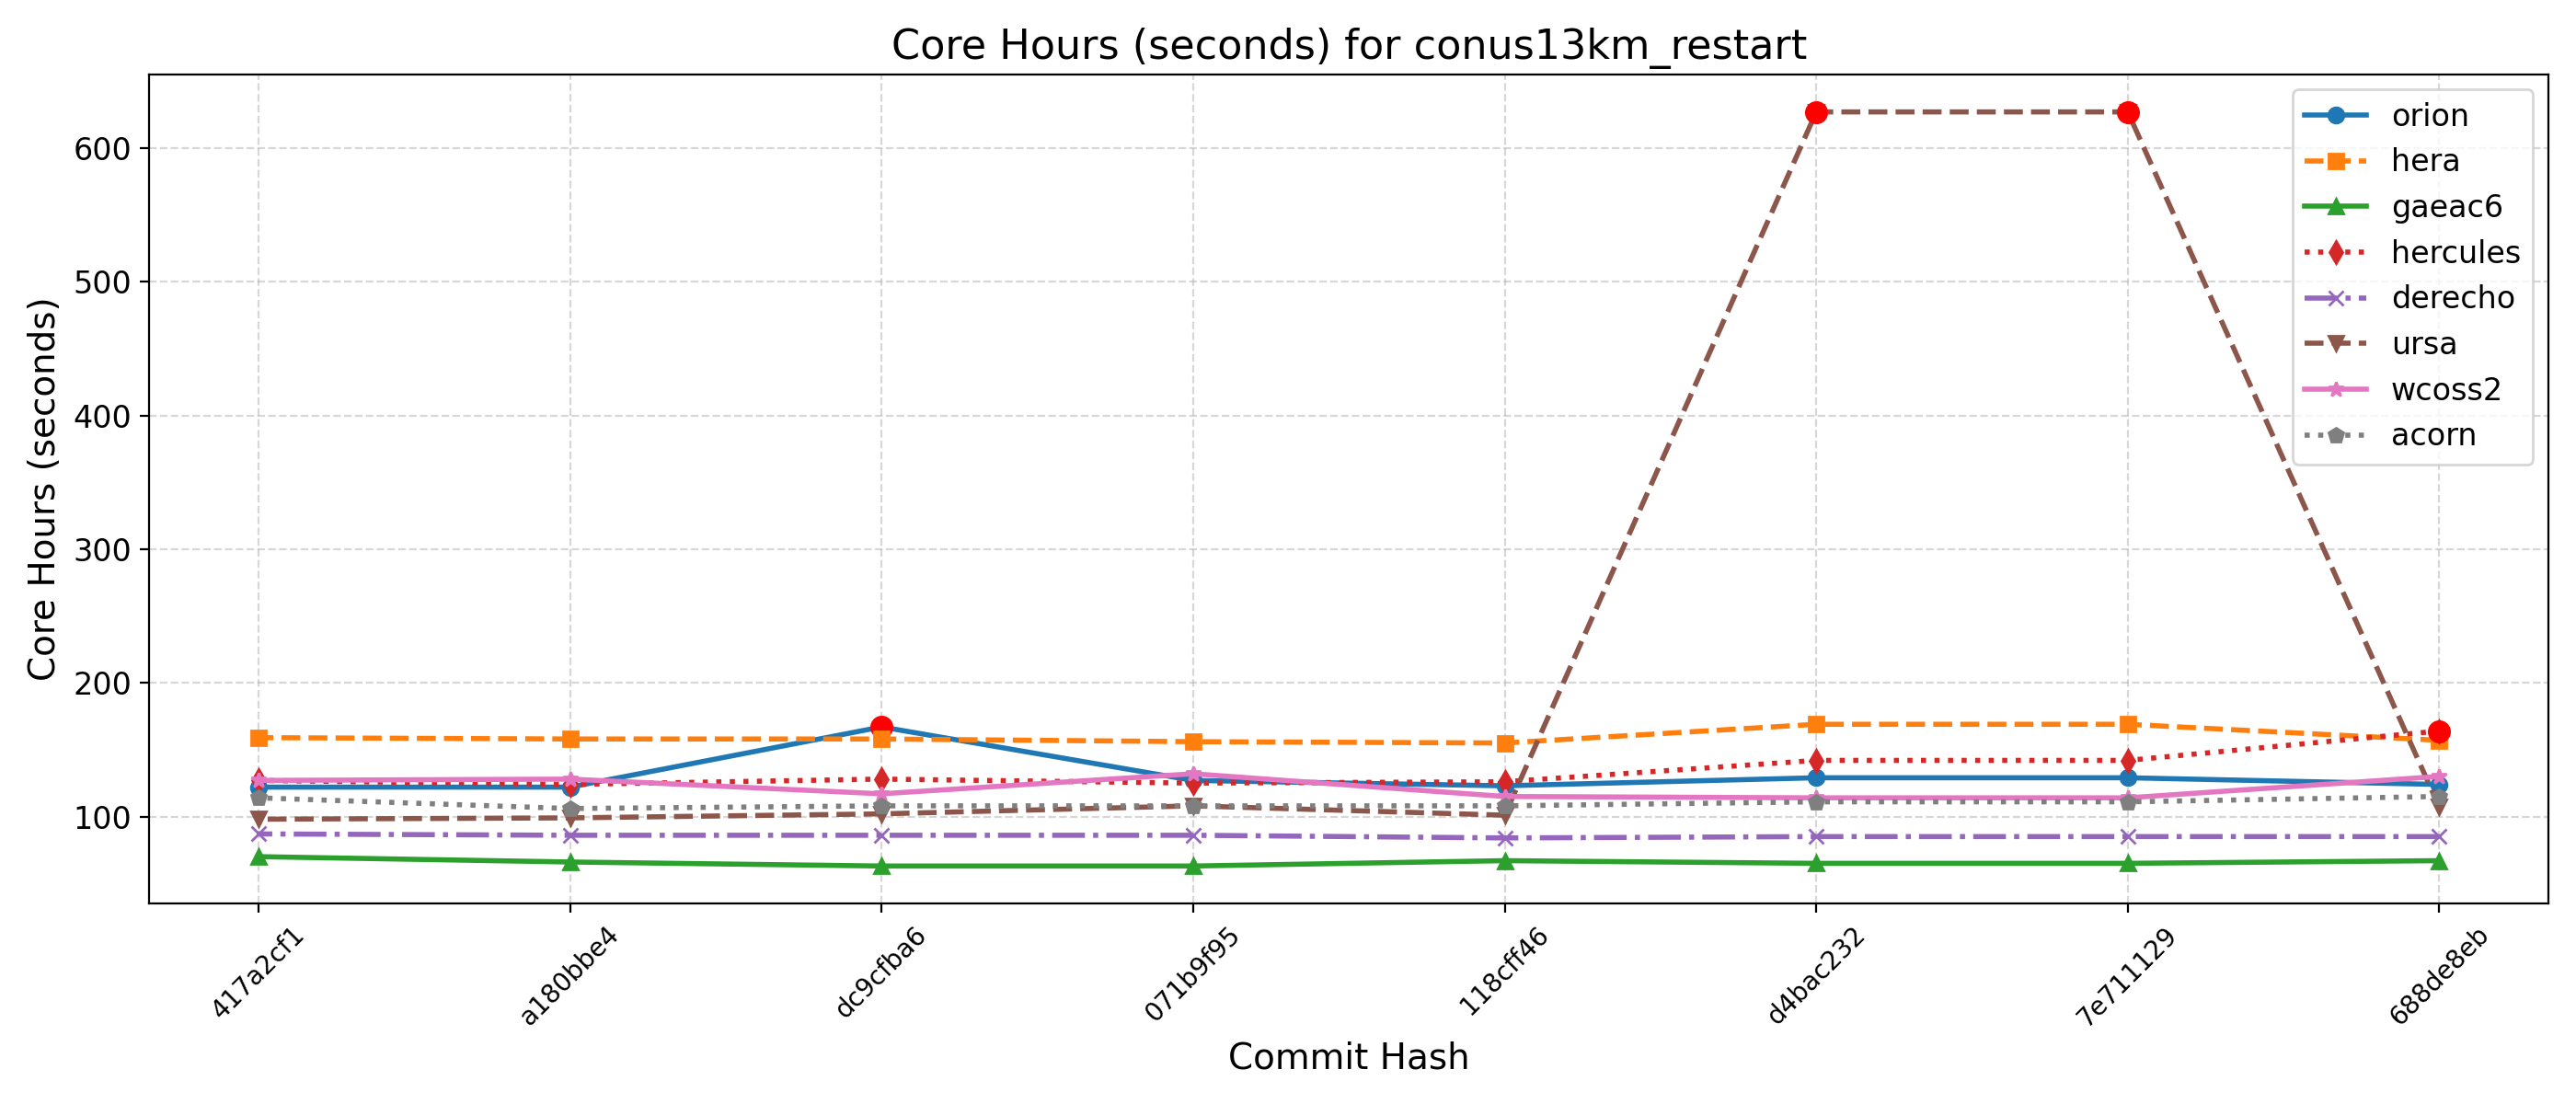 Core Hours (seconds) for conus13km_restart
Core Hours (seconds)
600
500
400
300
200
100
orion
hera
gaeac6
hercules
derecho
ursa
wcoss2
acorn
417a2cf1
a180bbe4
dc9cfba6
071b9f95
118cff46
d4bac232
7e711129
688de8eb
Commit Hash